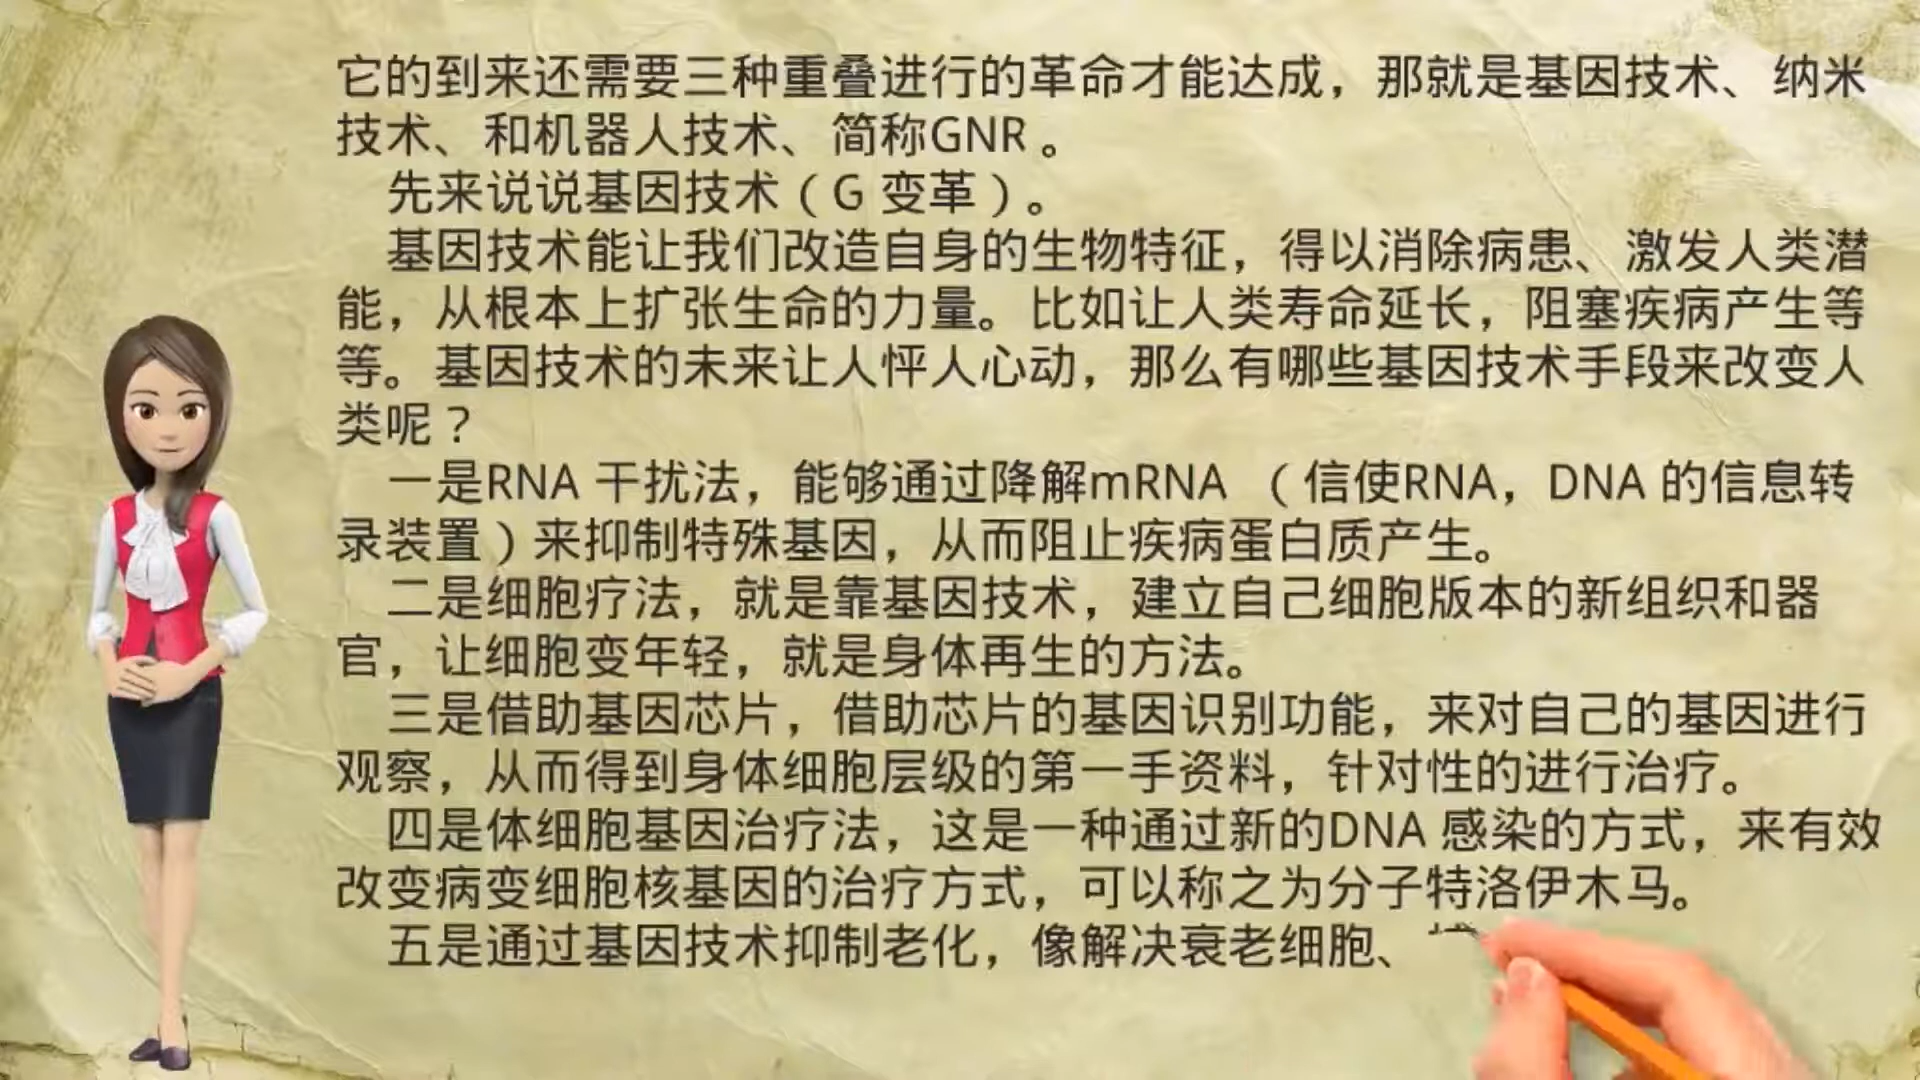 它的到来还需要三种重叠进行的革命才能达成，那就是基因技术、纳米
技术、和机器人技术、简称GNR 。
先来说说基因技术（G 变革）。
基因技术能让我们改造自身的生物特征，得以消除病患、激发人类潜
能，从根本上扩张生命的力量。比如让人类寿命延长，阻塞疾病产生等
等。基因技术的未来让人怦人心动，那么有哪些基因技术手段来改变人
类呢？
一是RNA 干扰法，能够通过降解mRNA （信使RNA，DNA 的信息转
录装置）来抑制特殊基因，从而阻止疾病蛋白质产生。
二是细胞疗法，就是靠基因技术，建立自己细胞版本的新组织和器
官，让细胞变年轻，就是身体再生的方法。
三是借助基因芯片，借助芯片的基因识别功能，来对自己的基因进行
观察，从而得到身体细胞层级的第一手资料，针对性的进行治疗。
四是体细胞基因治疗法，这是一种通过新的DNA 感染的方式，来有效
改变病变细胞核基因的治疗方式，可以称之为分子特洛伊木马。
五是通过基因技术抑制老化，像解决衰老细胞、